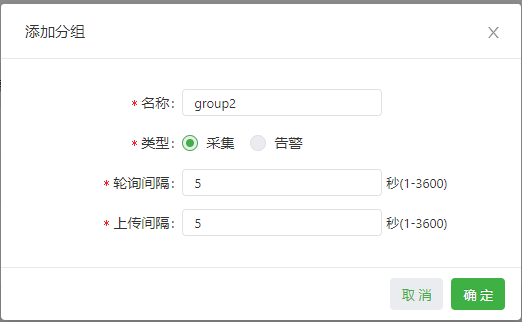 添加分组
* 名称: group2
* 类型: 采集 告警
* 轮询间隔: 5 秒(1-3600)
* 上传间隔: 5 秒(1-3600)
取消 确定